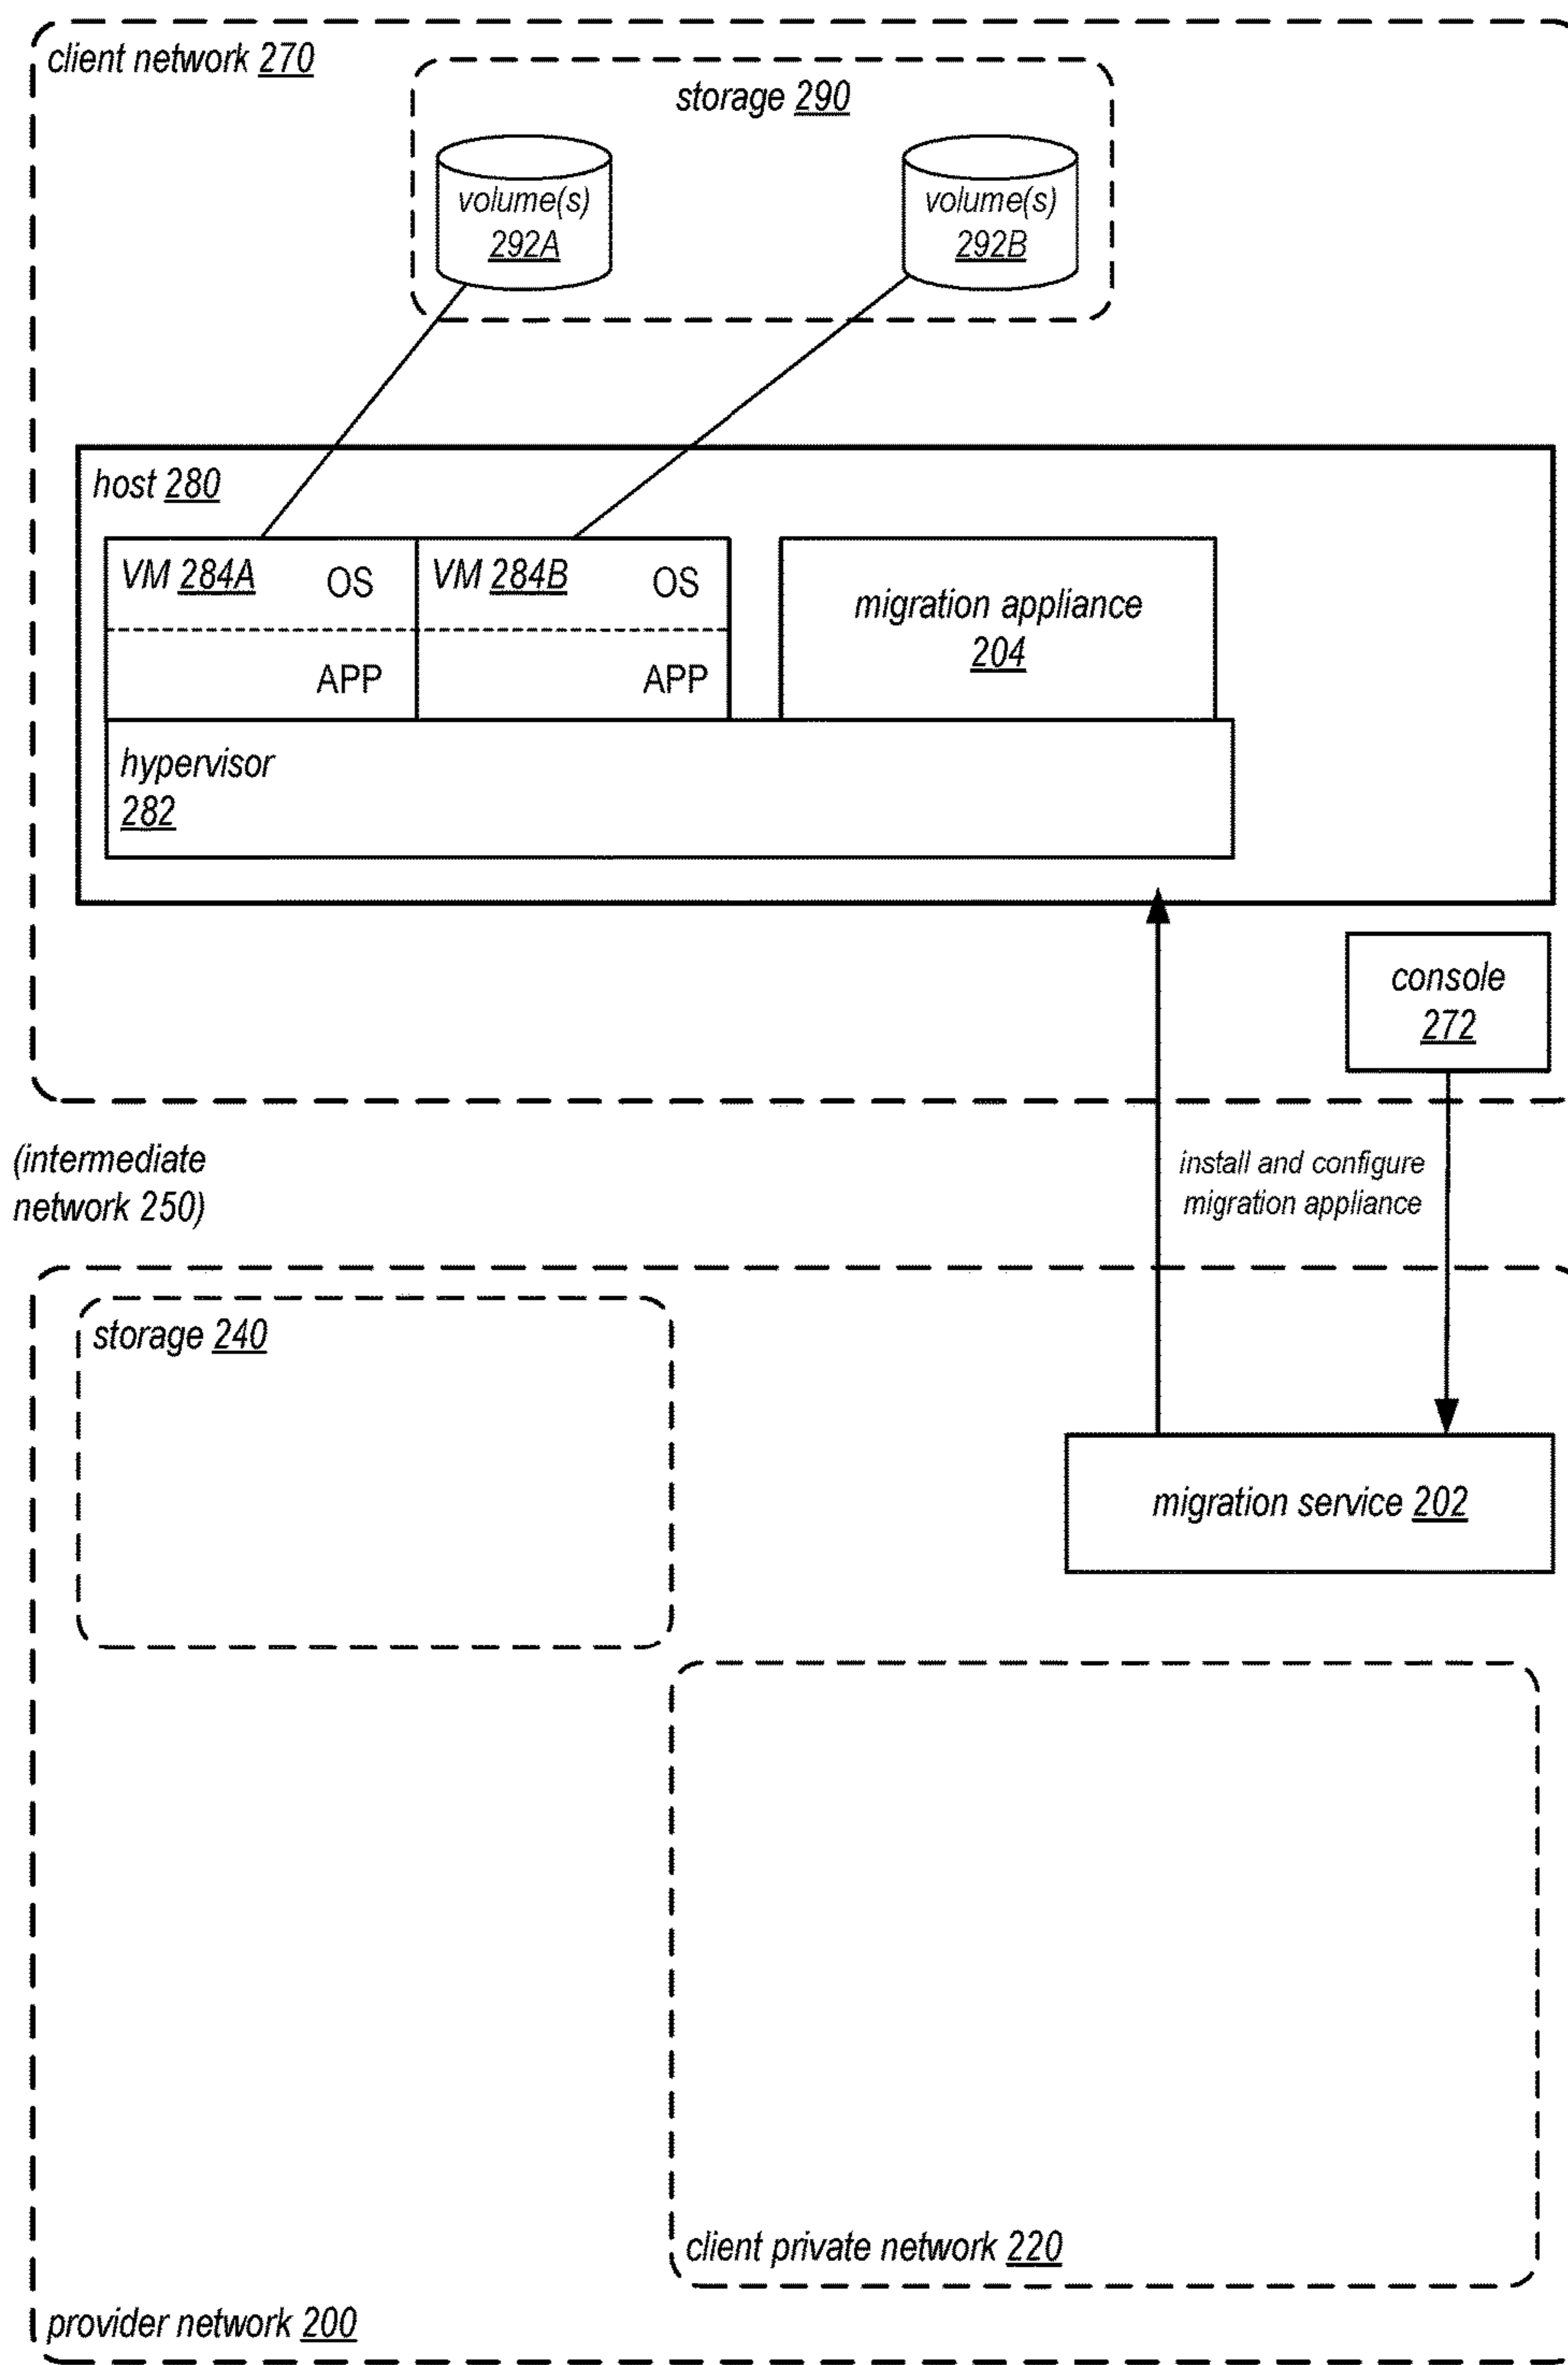 client network 270
storage 290
volume(s)
292A
volume(s)
292B
host 280
VM 284A OS
APP
VM 284B OS
APP
migration appliance
204
hypervisor
282
console
272
(intermediate
network 250)
install and configure
migration appliance
storage 240
migration service 202
client private network 220
provider network 200